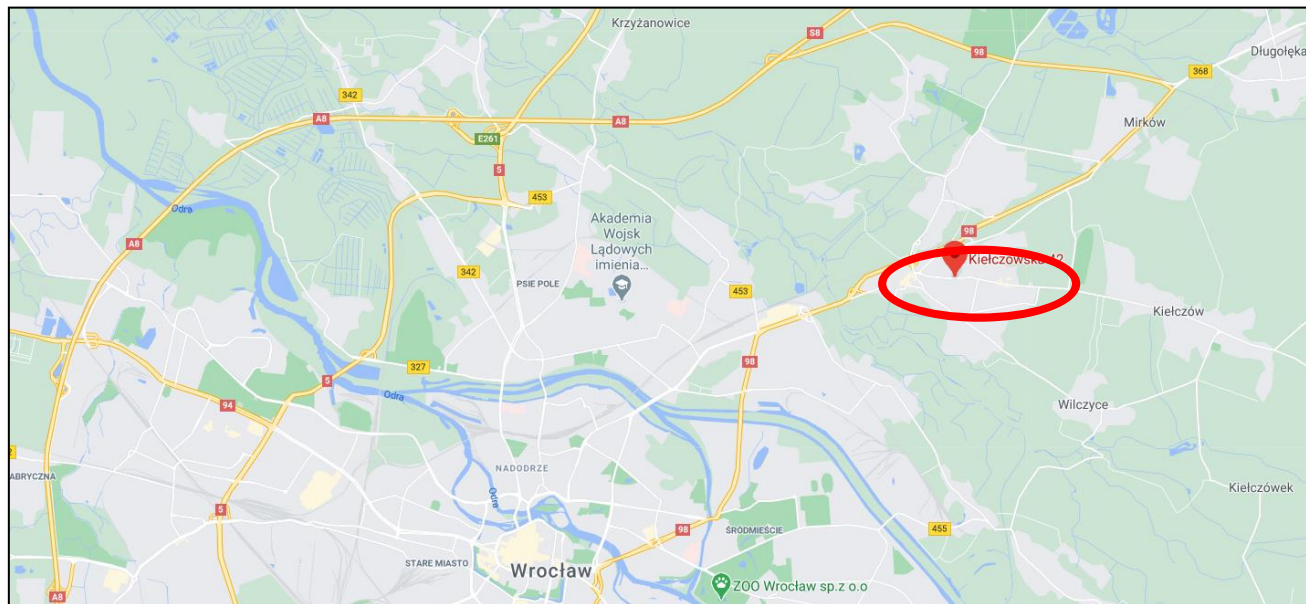 Krzyżanowice
S8
98
Długołęka
368
342
A8
A8
Mirków
E261
5
453
Odra
98
A8
Akademia
Wojsk
Lądowych
imienia...
342
PSIE POLE
Kiełczowska 42
453
Kiełczów
98
5
327
Odra
94
Wilczyce
NADODRZE
ABRYCZNA
Kiełczówek
Odra
5
98
ŚRÓDMIEŚCIE
455
STARE MIASTO
Wrocław
ZOO Wrocław sp.z o.o
A8